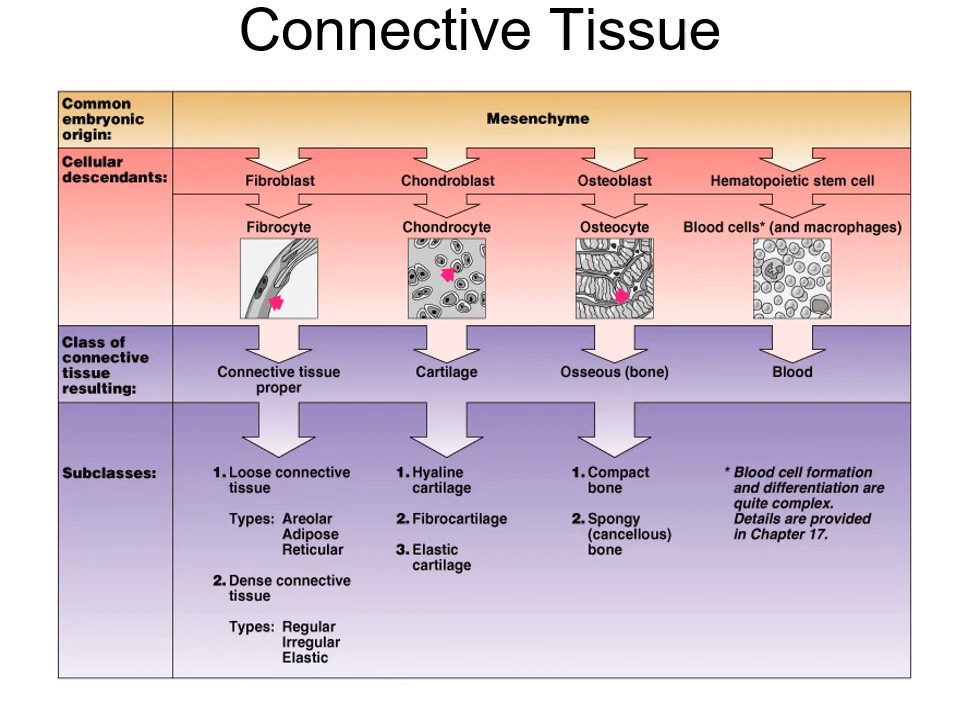 Connective Tissue
Common
embryonic
origin:
Mesenchyme
Cellular
descendants:
Fibroblast
Chondroblast
Osteoblast
Hematopoietic stem cell
Fibrocyte
Chondrocyte
Osteocyte
Blood cells* (and macrophages)
Class of
connective
tissue
resulting:
Connective tissue
proper
Cartilage
Osseous (bone)
Blood
Subclasses:
1. Loose connective
tissue
Types: Areolar
Adipose
Reticular
2. Dense connective
tissue
Types: Regular
Irregular
Elastic
1. Hyaline
cartilage
2. Fibrocartilage
3. Elastic
cartilage
1. Compact
bone
2. Spongy
(cancellous)
bone
* Blood cell formation
and differentiation are
quite complex.
Details are provided
in Chapter 17.